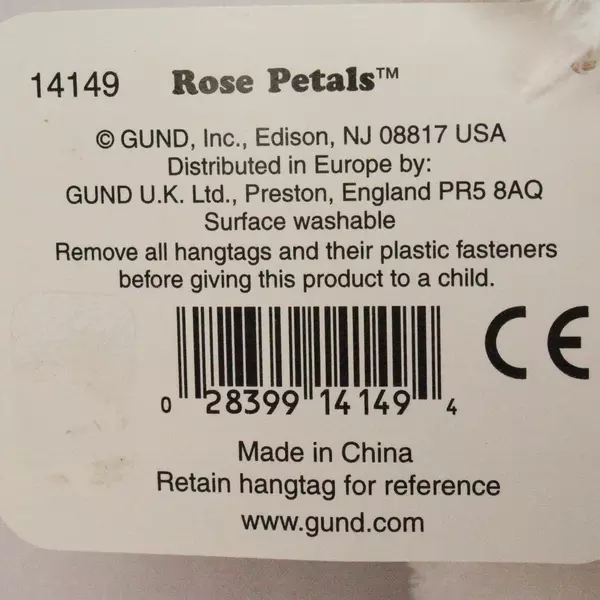 14149 Rose Petals™
© GUND, Inc., Edison, NJ 08817 USA
Distributed in Europe by:
GUND U.K. Ltd., Preston, England PR5 8AQ
Surface washable
Remove all hangtags and their plastic fasteners
before giving this product to a child.
CE
0 28399 14149 4
Made in China
Retain hangtag for reference
www.gund.com